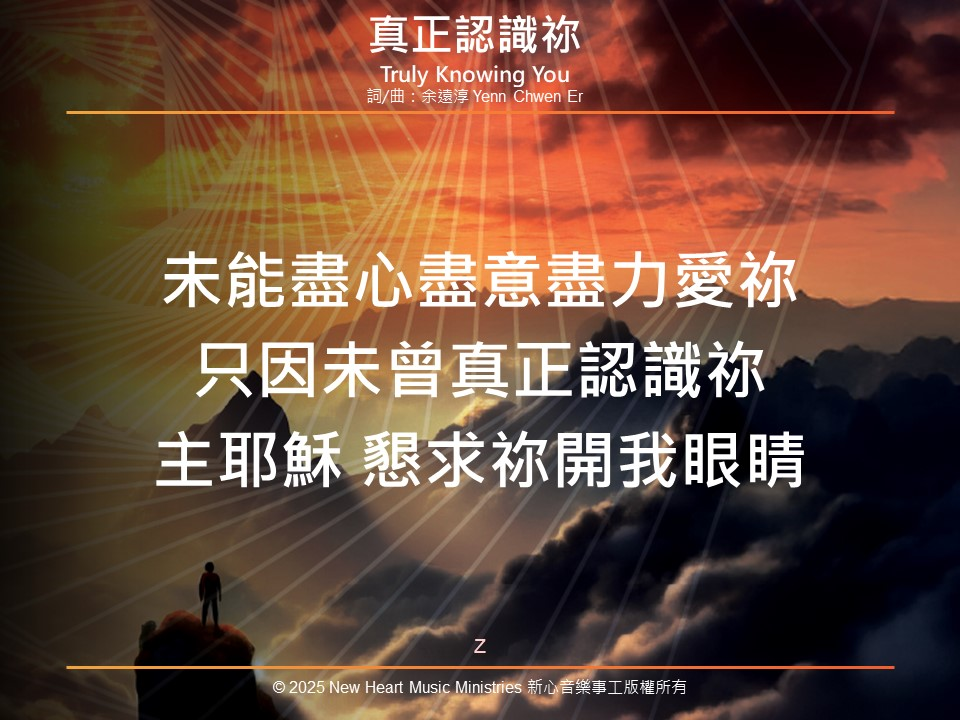 真正認識祢
Truly Knowing You
詞/曲：余遠淳 Yenn Chwen Er
未能盡心盡意盡力愛祢
只因未曾真正認識祢
主耶穌 懇求祢開我眼睛
Z
© 2025 New Heart Music Ministries 新心音樂事工版權所有